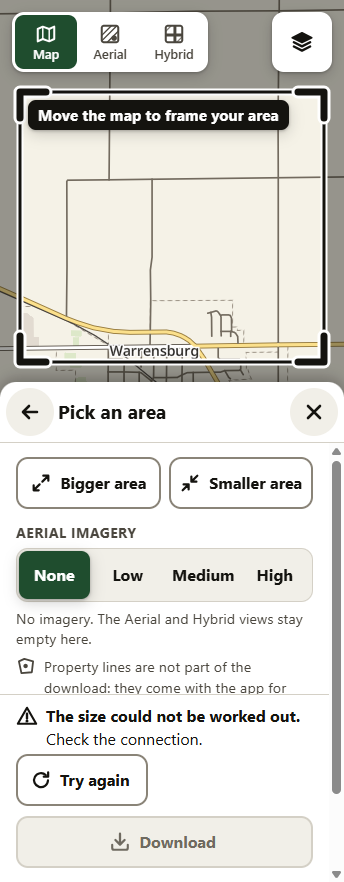 Map
Aerial
Hybrid
Move the map to frame your area
Warrensburg
Pick an area
Bigger area
Smaller area
AERIAL IMAGERY
None
Low
Medium
High
No imagery. The Aerial and Hybrid views stay
empty here.
Property lines are not part of the
download: they come with the app for
The size could not be worked out.
Check the connection.
Try again
Download